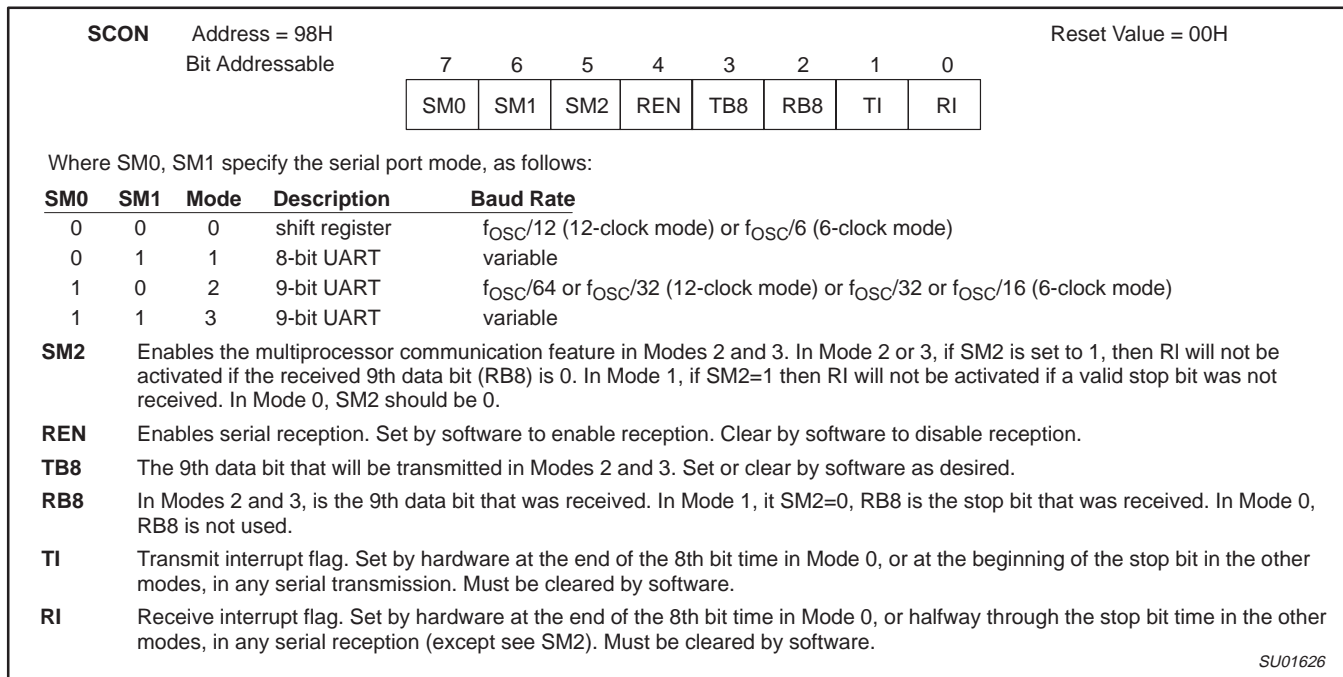 SCON Address = 98H Reset Value = 00H
Bit Addressable 7 6 5 4 3 2 1 0
SM0 SM1 SM2 REN TB8 RB8 TI RI
Where SM0, SM1 specify the serial port mode, as follows:
SM0 SM1 Mode Description Baud Rate
0 0 0 shift register fOSC/12 (12-clock mode) or fOSC/6 (6-clock mode)
0 1 1 8-bit UART variable
1 0 2 9-bit UART fOSC/64 or fOSC/32 (12-clock mode) or fOSC/32 or fOSC/16 (6-clock mode)
1 1 3 9-bit UART variable
SM2 Enables the multiprocessor communication feature in Modes 2 and 3. In Mode 2 or 3, if SM2 is set to 1, then RI will not be
activated if the received 9th data bit (RB8) is 0. In Mode 1, if SM2=1 then RI will not be activated if a valid stop bit was not
received. In Mode 0, SM2 should be 0.
REN Enables serial reception. Set by software to enable reception. Clear by software to disable reception.
TB8 The 9th data bit that will be transmitted in Modes 2 and 3. Set or clear by software as desired.
RB8 In Modes 2 and 3, is the 9th data bit that was received. In Mode 1, it SM2=0, RB8 is the stop bit that was received. In Mode 0,
RB8 is not used.
TI Transmit interrupt flag. Set by hardware at the end of the 8th bit time in Mode 0, or at the beginning of the stop bit in the other
modes, in any serial transmission. Must be cleared by software.
RI Receive interrupt flag. Set by hardware at the end of the 8th bit time in Mode 0, or halfway through the stop bit time in the other
modes, in any serial reception (except see SM2). Must be cleared by software.
SU01626